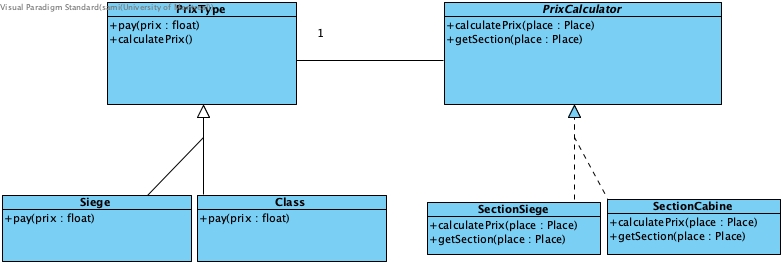 Visual Paradigm Standard(sami(University of
PrixType
+pay(prix : float)
+calculatePrix()
1
PrixCalculator
+calculatePrix(place : Place)
+getSection(place : Place)
Siege
+pay(prix : float)
Class
+pay(prix : float)
SectionSiege
+calculatePrix(place : Place)
+getSection(place : Place)
SectionCabine
+calculatePrix(place : Place)
+getSection(place : Place)